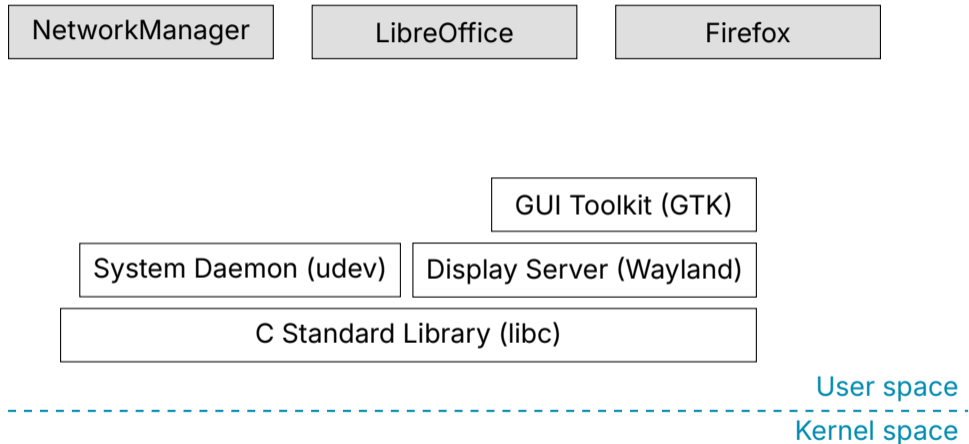 NetworkManager
LibreOffice
Firefox
GUI Toolkit (GTK)
System Daemon (udev)
Display Server (Wayland)
C Standard Library (libc)
User space
Kernel space